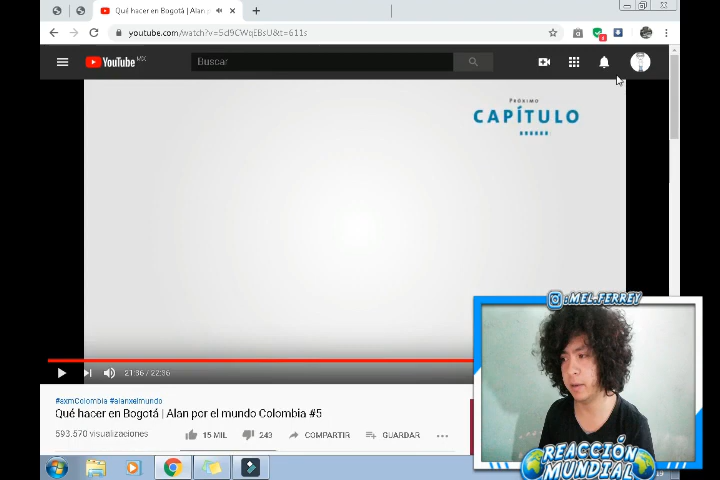 Qué hacer en Bogotá | Alan p
youtube.com/watch?v=5cl9CWqEBsU&t=611s
YouTube MX
Buscar
PRÓXIMO
CAPÍTULO
21:36 / 22:36
#axmColombia #alanxelmundo
Qué hacer en Bogotá | Alan por el mundo Colombia #5
593.570 visualizaciones
15 MIL
243
COMPARTIR
GUARDAR
:MEL.FERREY
REACCIÓN
MUNDIAL